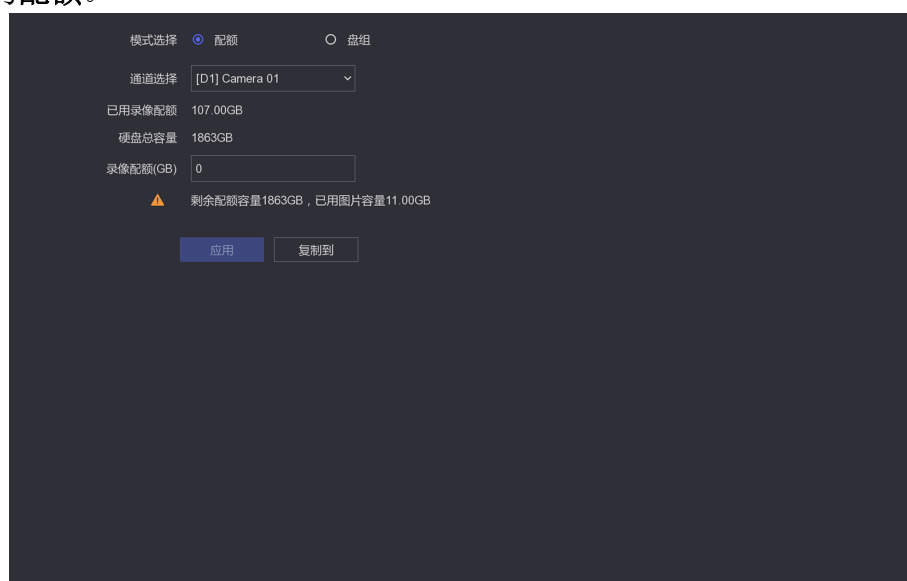 配额。
模式选择 配额 盘组
通道选择 [D1] Camera 01
已用录像配额 107.00GB
硬盘总容量 1863GB
录像配额(GB) 0
剩余配额容量1863GB，已用图片容量11.00GB
应用 复制到